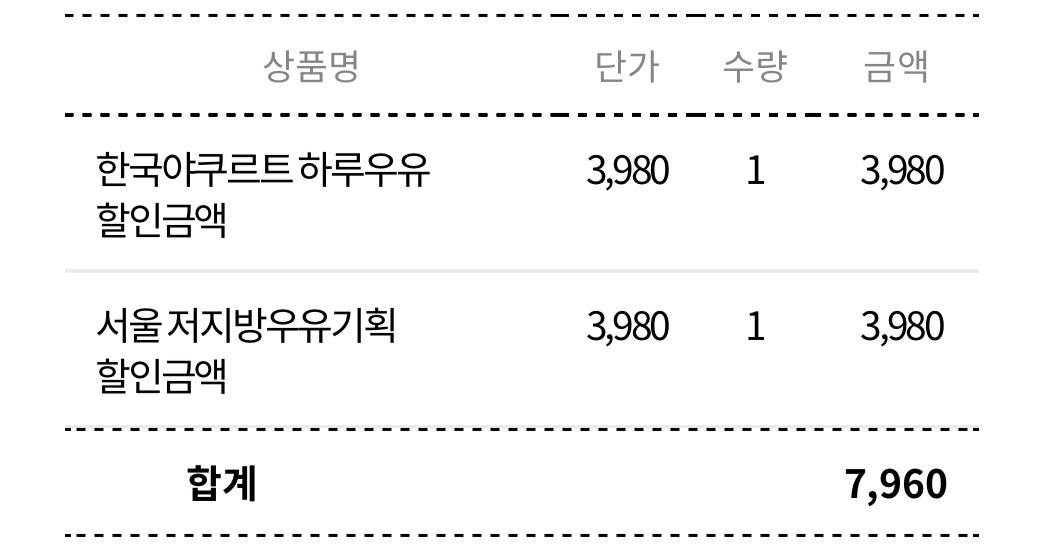 상품명 단가 수량 금액
한국야쿠르트 하루우유 3,980 1 3,980
할인금액
서울 저지방우유기획 3,980 1 3,980
할인금액
합계 7,960